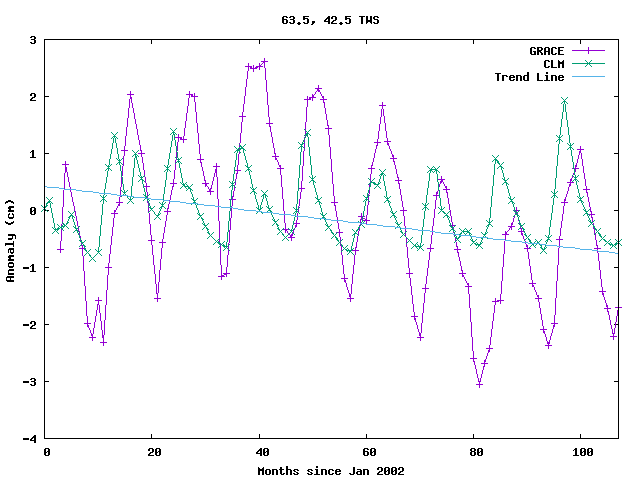 63.5, 42.5 TWS
GRACE
CLM
Trend Line
3
2
1
0
-1
-2
-3
-4
Anomaly (cm)
0 20 40 60 80 100
Months since Jan 2002